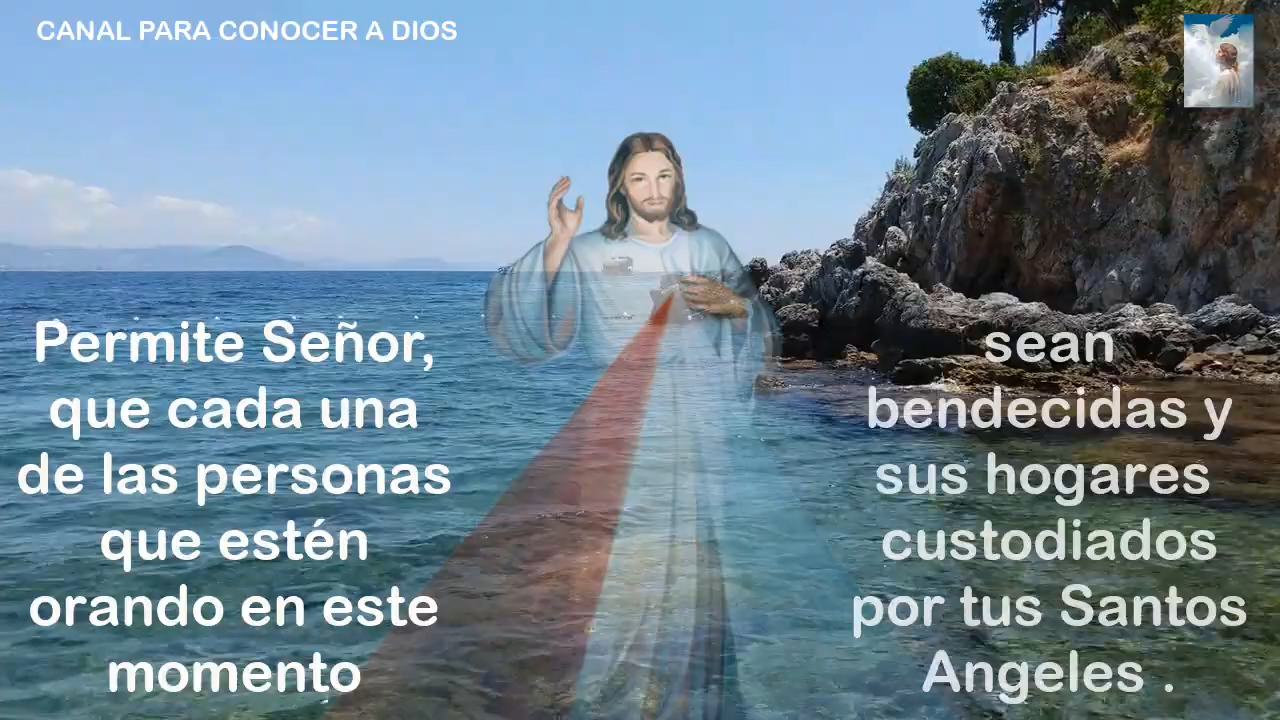 CANAL PARA CONOCER A DIOS
Permite Señor,
que cada una
de las personas
que estén
orando en este
momento
sean
bendecidas y
sus hogares
custodiados
por tus Santos
Angeles .